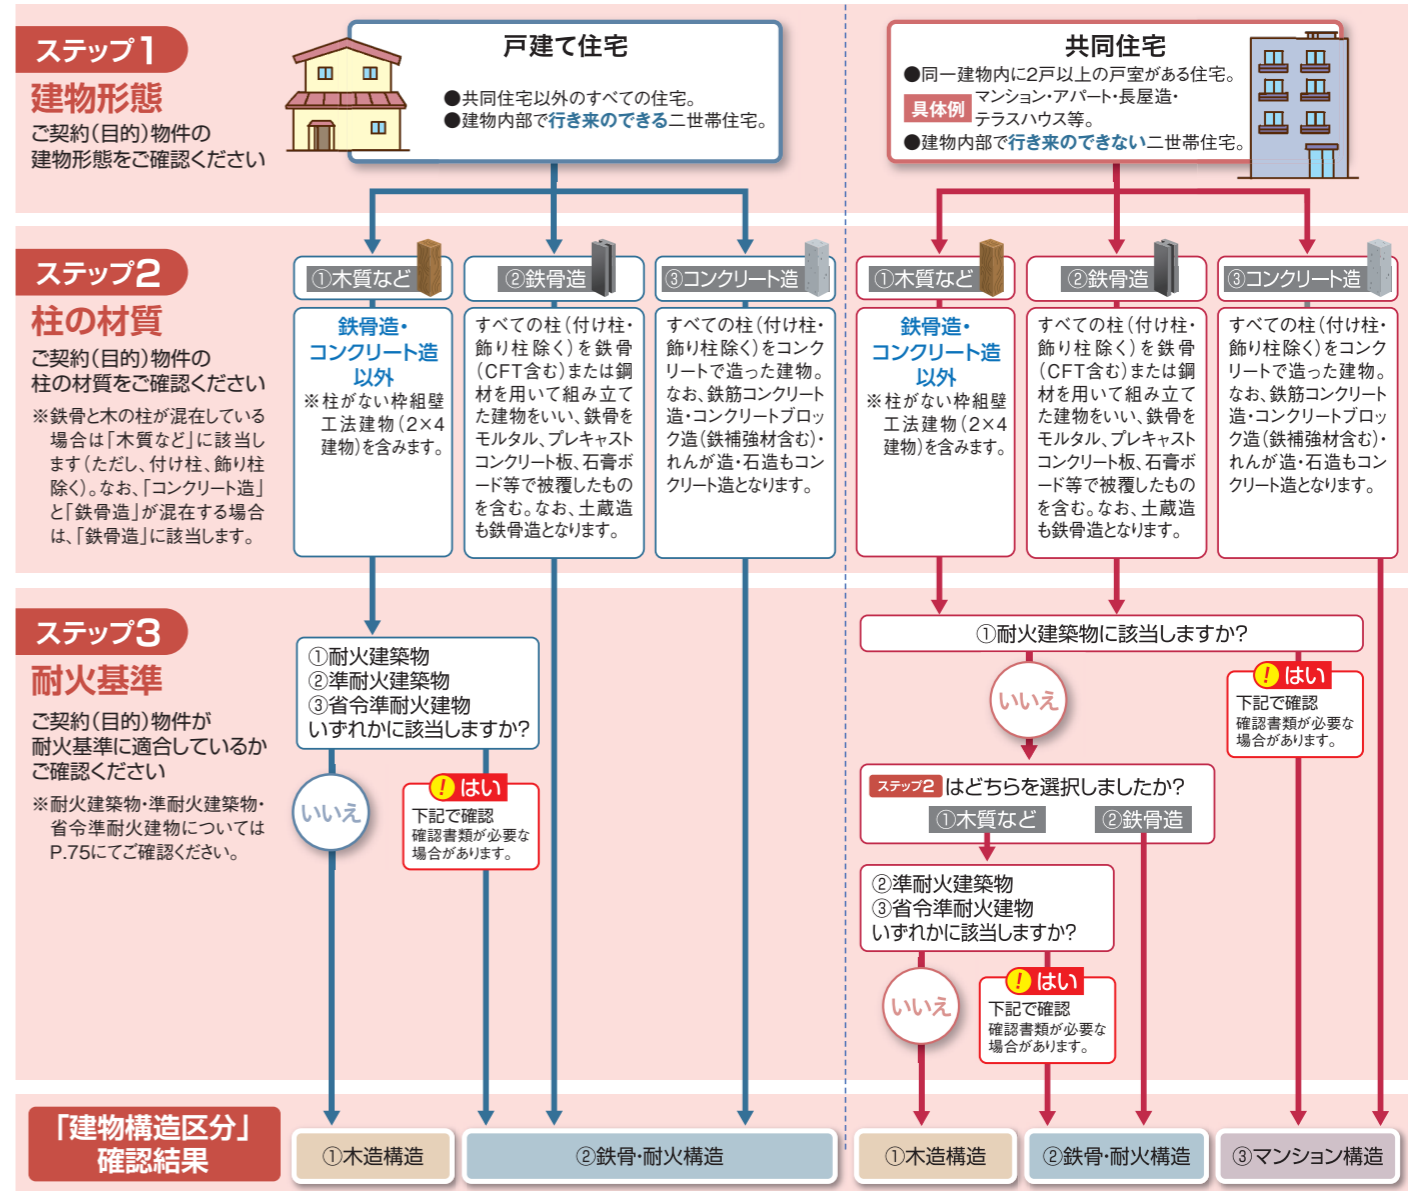 ステップ1
建物形態
ご契約(目的)物件の
建物形態をご確認ください
戸建て住宅
●共同住宅以外のすべての住宅。
●建物内部で行き来のできる二世帯住宅。
共同住宅
●同一建物内に2戸以上の戸室がある住宅。
具体例 マンション・アパート・長屋造・
テラスハウス等。
●建物内部で行き来のできない二世帯住宅。
ステップ2
柱の材質
ご契約(目的)物件の
柱の材質をご確認ください
※鉄骨と木の柱が混在している
場合は「木質など」に該当し
ます(ただし、付け柱、飾り柱
除く)。なお、「コンクリート造」
と「鉄骨造」が混在する場合
は、「鉄骨造」に該当します。
①木質など
鉄骨造・
コンクリート造
以外
※柱がない枠組壁
工法建物(2×4
建物)を含みます。
②鉄骨造
すべての柱(付け柱・
飾り柱除く)を鉄骨
(CFT含む)または鋼
材を用いて組み立て
た建物をいい、鉄骨を
モルタル、プレキャスト
コンクリート板、石膏ボ
ード等で被覆したもの
を含む。なお、土蔵造
も鉄骨造となります。
③コンクリート造
すべての柱(付け柱・
飾り柱除く)をコンク
リートで造った建物。
なお、鉄筋コンクリート
造・コンクリートブロッ
ク造(鉄補強材含む)・
れんが造・石造もコン
クリート造となります。
①木質など
鉄骨造・
コンクリート造
以外
※柱がない枠組壁
工法建物(2×4
建物)を含みます。
②鉄骨造
すべての柱(付け柱・
飾り柱除く)を鉄骨
(CFT含む)または鋼
材を用いて組み立て
た建物をいい、鉄骨を
モルタル、プレキャスト
コンクリート板、石膏ボ
ード等で被覆したもの
を含む。なお、土蔵造
も鉄骨造となります。
③コンクリート造
すべての柱(付け柱・
飾り柱除く)をコンク
リートで造った建物。
なお、鉄筋コンクリート
造・コンクリートブロッ
ク造(鉄補強材含む)・
れんが造・石造もコン
クリート造となります。
ステップ3
耐火基準
ご契約(目的)物件が
耐火基準に適合しているか
ご確認ください
※耐火建築物・準耐火建築物・
省令準耐火建物については
P.75にてご確認ください。
①耐火建築物
②準耐火建築物
③省令準耐火建物
いずれかに該当しますか?
いいえ
! はい
下記で確認
確認書類が必要な
場合があります。
①耐火建築物に該当しますか?
いいえ
! はい
下記で確認
確認書類が必要な
場合があります。
ステップ2 はどちらを選択しましたか?
①木質など ②鉄骨造
②準耐火建築物
③省令準耐火建物
いずれかに該当しますか?
いいえ
! はい
下記で確認
確認書類が必要な
場合があります。
「建物構造区分」
確認結果
①木造構造
②鉄骨・耐火構造
①木造構造
②鉄骨・耐火構造
③マンション構造